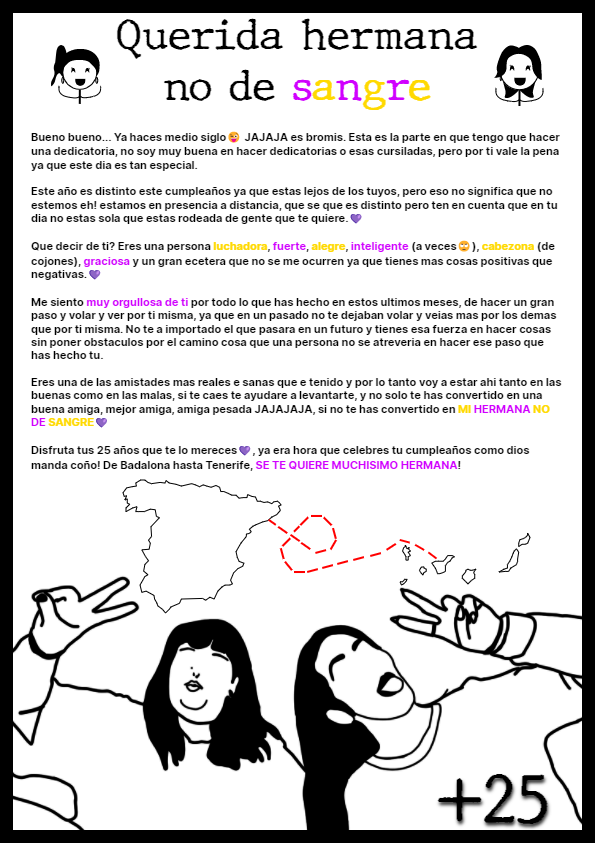 Querida hermana
no de sangre
Bueno bueno... Ya haces medio siglo😜 JAJAJA es bromis. Esta es la parte en que tengo que hacer
una dedicatoria, no soy muy buena en hacer dedicatorias o esas cursiladas, pero por ti vale la pena
ya que este dia es tan especial.
Este año es distinto este cumpleaños ya que estas lejos de los tuyos, pero eso no significa que no
estemos eh! estamos en presencia a distancia, que se que es distinto pero ten en cuenta que en tu
dia no estas sola que estas rodeada de gente que te quiere.💜
Que decir de ti? Eres una persona luchadora, fuerte, alegre, inteligente (a veces🙄), cabezona (de
cojones), graciosa y un gran ecetera que no se me ocurren ya que tienes mas cosas positivas que
negativas.💜
Me siento muy orgullosa de ti por todo lo que has hecho en estos ultimos meses, de hacer un gran
paso y volar y ver por ti misma, ya que en un pasado no te dejaban volar y veias mas por los demas
que por ti misma. No te a importado el que pasara en un futuro y tienes esa fuerza en hacer cosas
sin poner obstaculos por el camino cosa que una persona no se atreveria en hacer ese paso que
has hecho tu.
Eres una de las amistades mas reales e sanas que e tenido y por lo tanto voy a estar ahi tanto en las
buenas como en las malas, si te caes te ayudare a levantarte, y no solo te has convertido en una
buena amiga, mejor amiga, amiga pesada JAJAJAJA, si no te has convertido en MI HERMANA NO
DE SANGRE💜
Disfruta tus 25 años que te lo mereces💜, ya era hora que celebres tu cumpleaños como dios
manda coño! De Badalona hasta Tenerife, SE TE QUIERE MUCHISIMO HERMANA!
+25